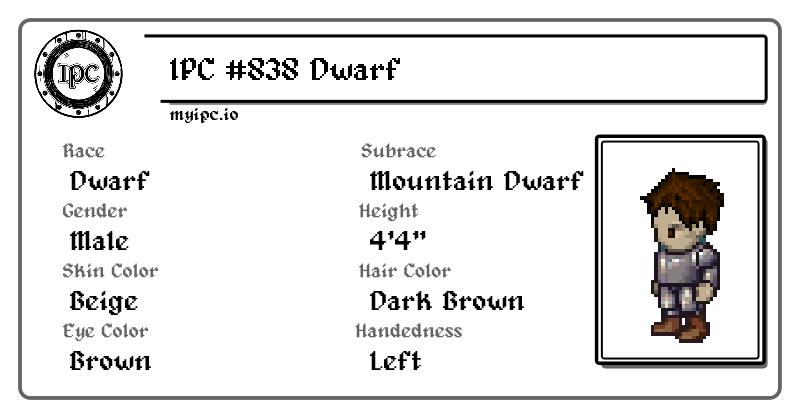 IPC
IPC #838 Dwarf
myipc.io
Race
Dwarf
Subrace
Mountain Dwarf
Gender
Male
Height
4'4"
Skin Color
Beige
Hair Color
Dark Brown
Eye Color
Brown
Handedness
Left